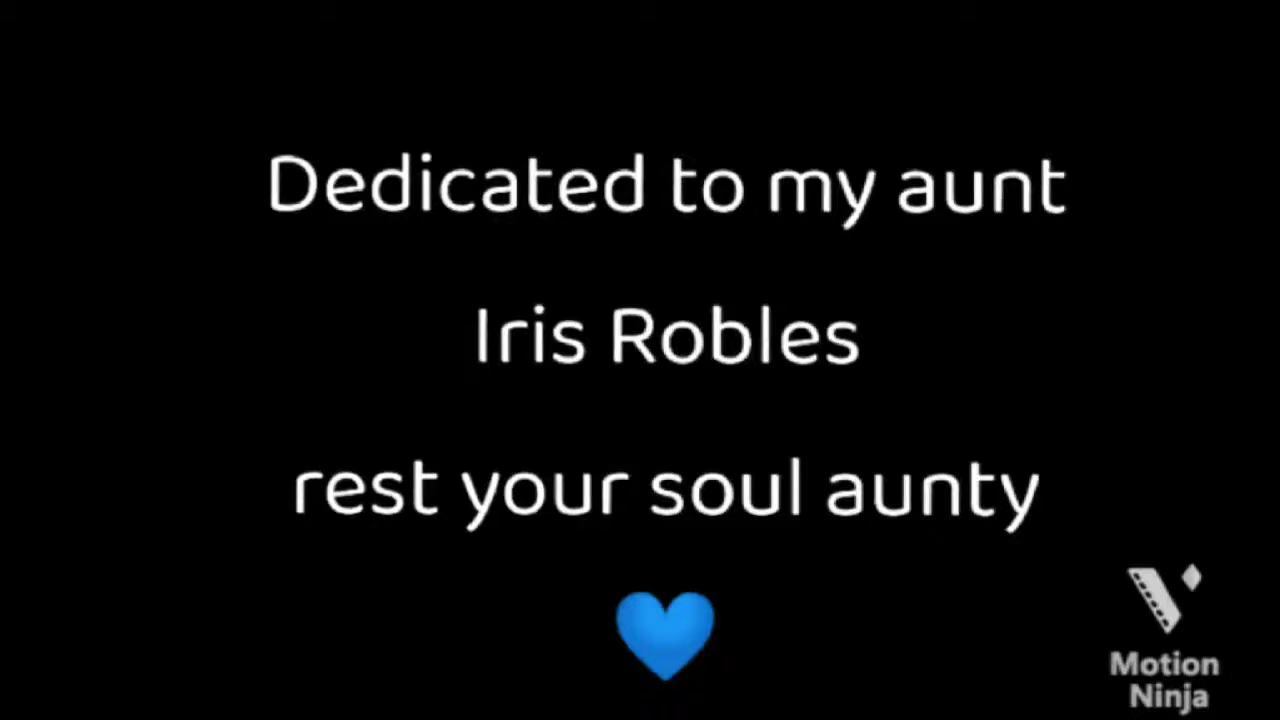 Dedicated to my aunt
Iris Robles
rest your soul aunty
💙
Motion
Ninja